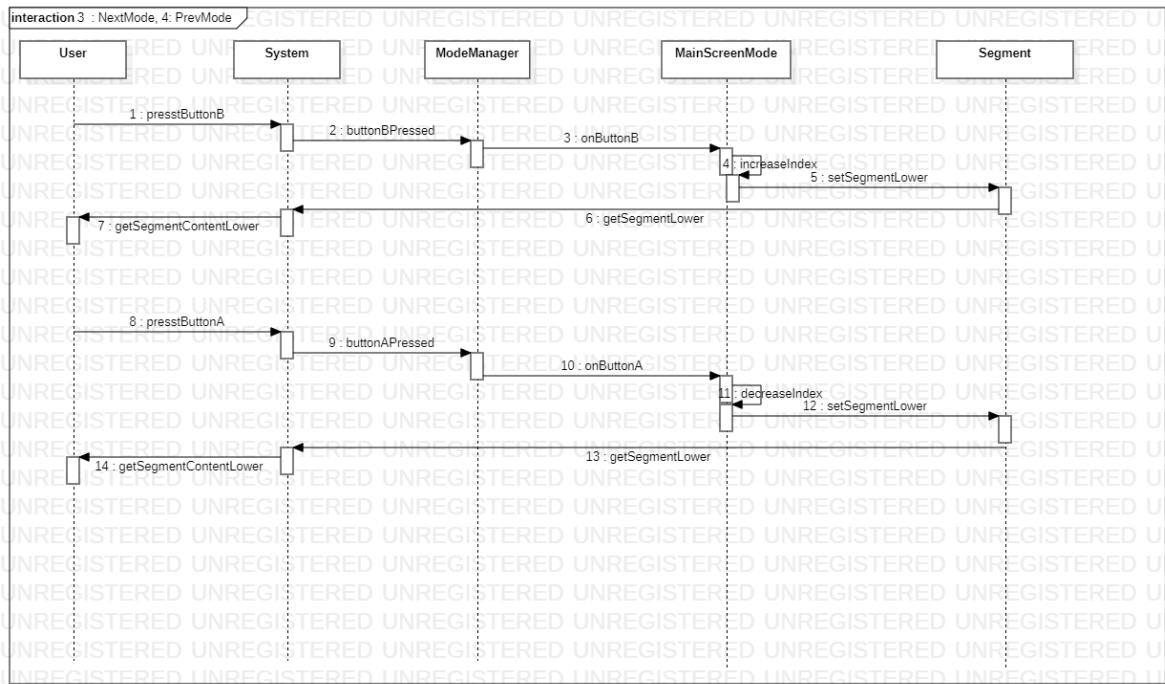 interaction 3 : NextMode, 4: PrevMode
User
System
ModeManager
MainScreenMode
Segment
1 : presstButtonB
2 : buttonBPressed
3 : onButtonB
4 : increaseIndex
5 : setSegmentLower
6 : getSegmentLower
7 : getSegmentContentLower
8 : presstButtonA
9 : buttonAPressed
10 : onButtonA
11 : decreaseIndex
12 : setSegmentLower
13 : getSegmentLower
14 : getSegmentContentLower
UNREGISTERED